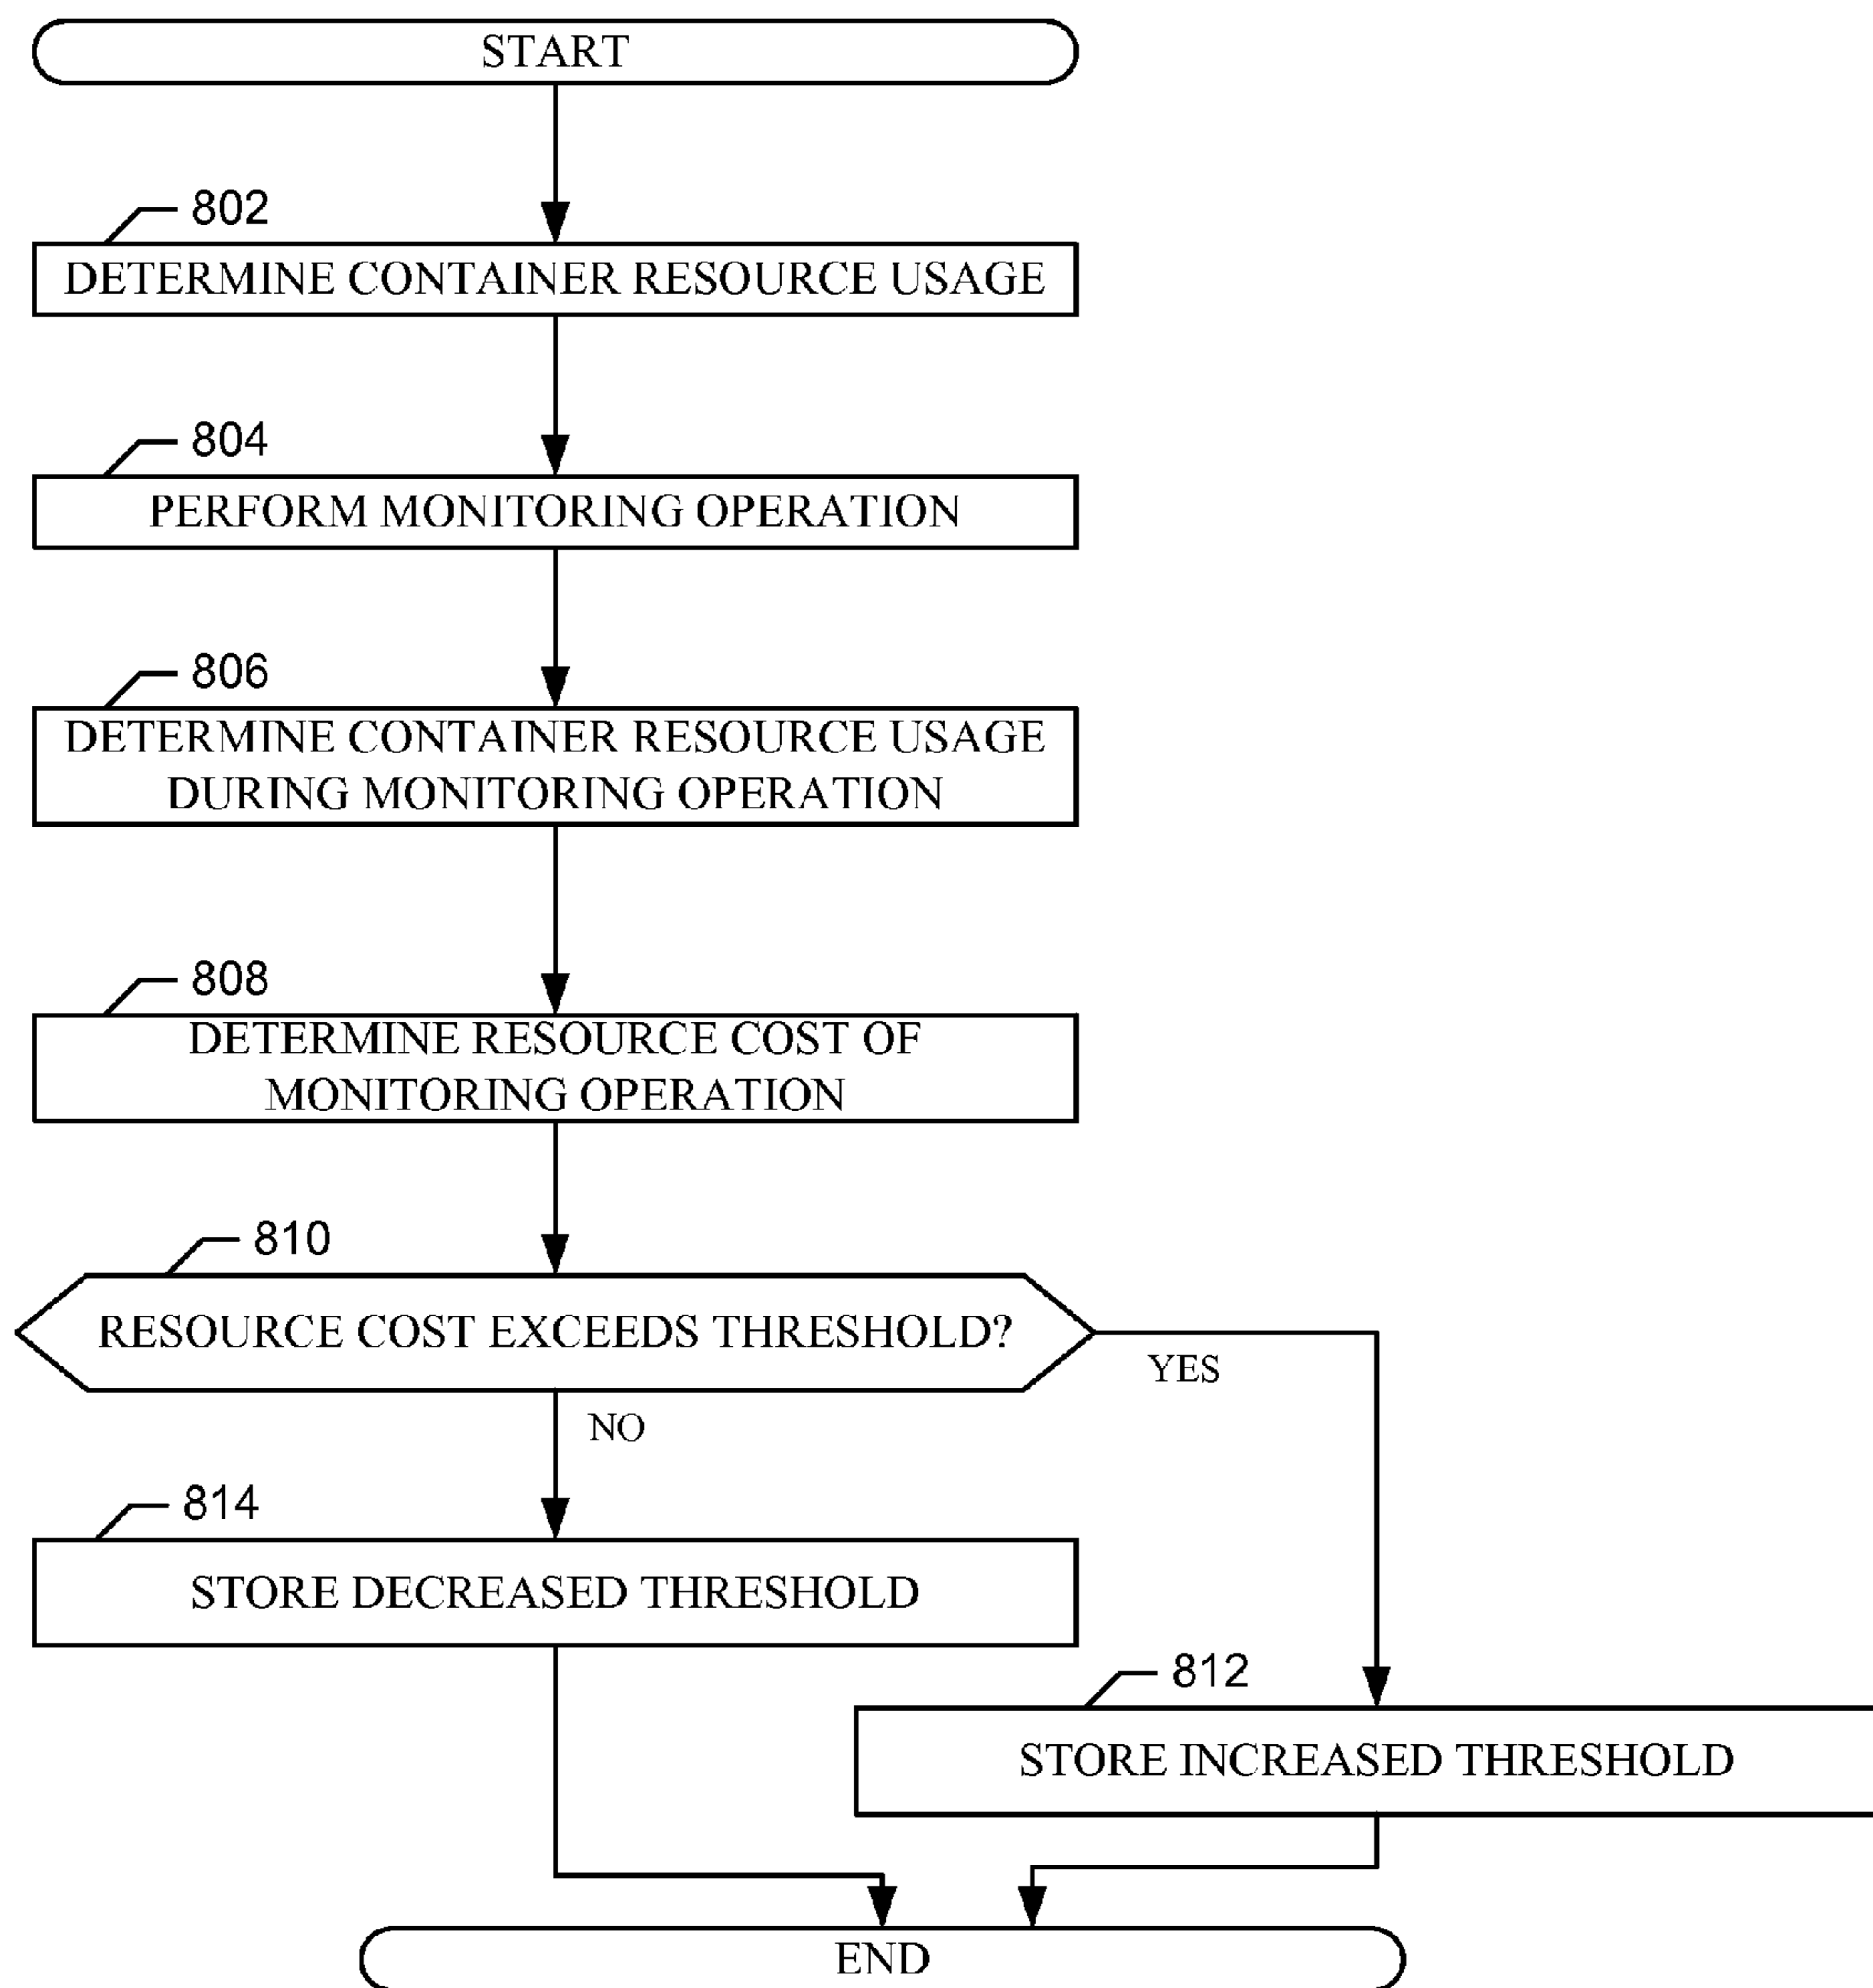 START
802
DETERMINE CONTAINER RESOURCE USAGE
804
PERFORM MONITORING OPERATION
806
DETERMINE CONTAINER RESOURCE USAGE
DURING MONITORING OPERATION
808
DETERMINE RESOURCE COST OF
MONITORING OPERATION
810
RESOURCE COST EXCEEDS THRESHOLD?
YES
NO
814
STORE DECREASED THRESHOLD
812
STORE INCREASED THRESHOLD
END